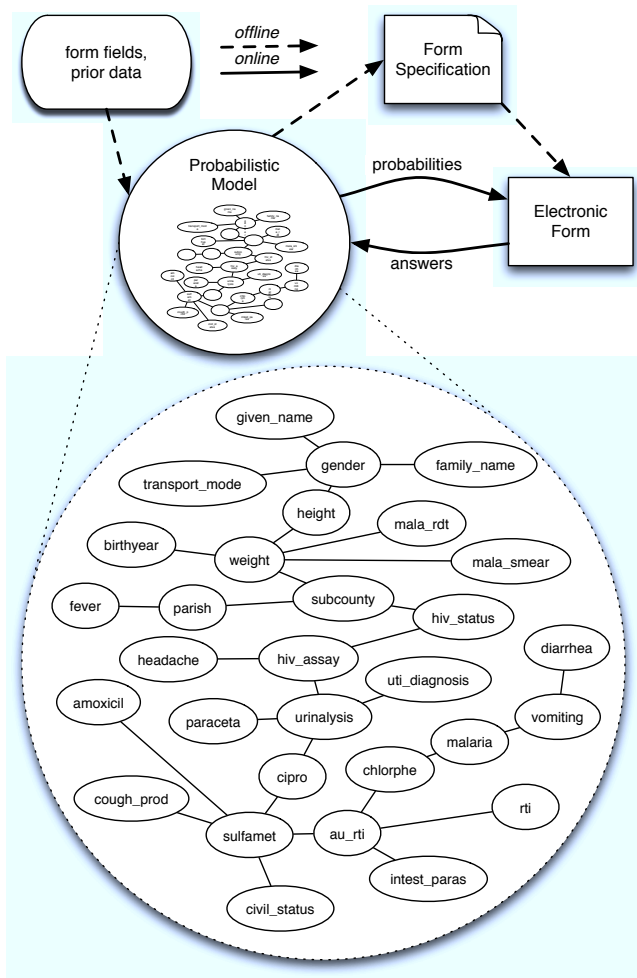 form fields,
prior data
offline
online
Form
Specification
Probabilistic
Model
probabilities
Electronic
Form
answers
given_name
gender
family_name
transport_mode
height
mala_rdt
birthyear
weight
mala_smear
fever
parish
subcounty
hiv_status
diarrhea
headache
hiv_assay
uti_diagnosis
amoxicil
paraceta
urinalysis
vomiting
malaria
cipro
chlorphe
cough_prod
rti
sulfamet
au_rti
intest_paras
civil_status